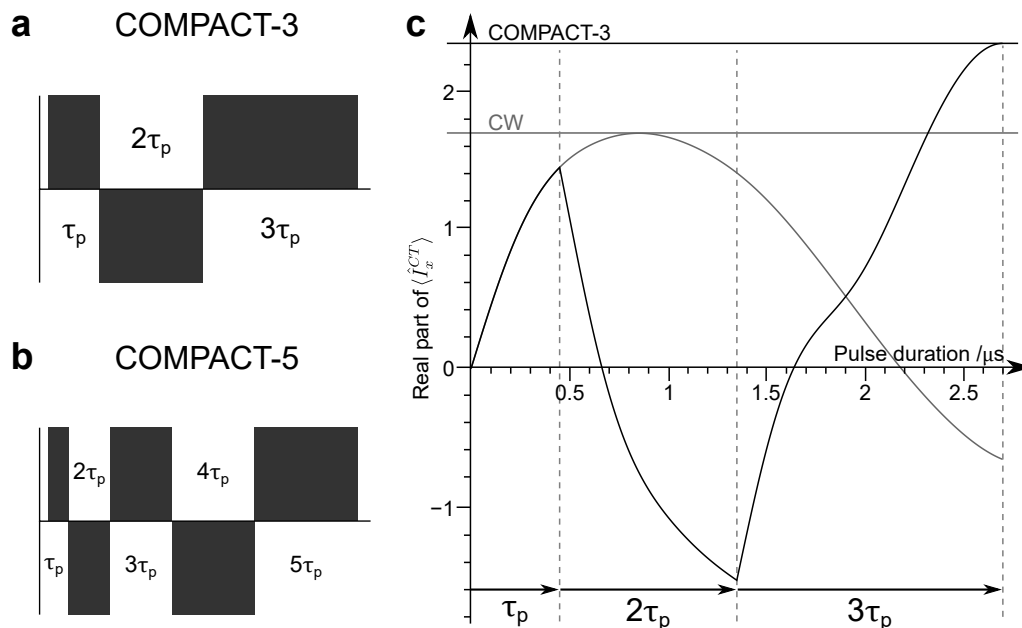 a COMPACT-3
2τp
τp
3τp
b COMPACT-5
2τp
4τp
τp
3τp
5τp
c
COMPACT-3
CW
Real part of ⟨Î_x^{CT}⟩
Pulse duration /μs
2
1
0
−1
0.5
1
1.5
2
2.5
τp
2τp
3τp